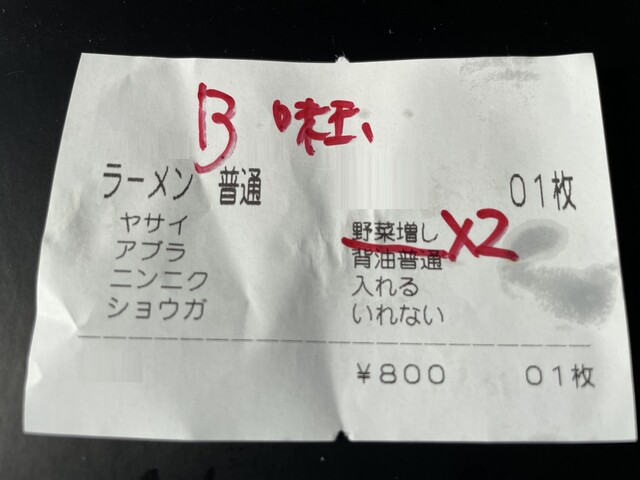 B 味玉
ラーメン 普通 01枚
ヤサイ 野菜増し X2
アブラ 背油普通
ニンニク 入れる
ショウガ いれない
¥800 01枚